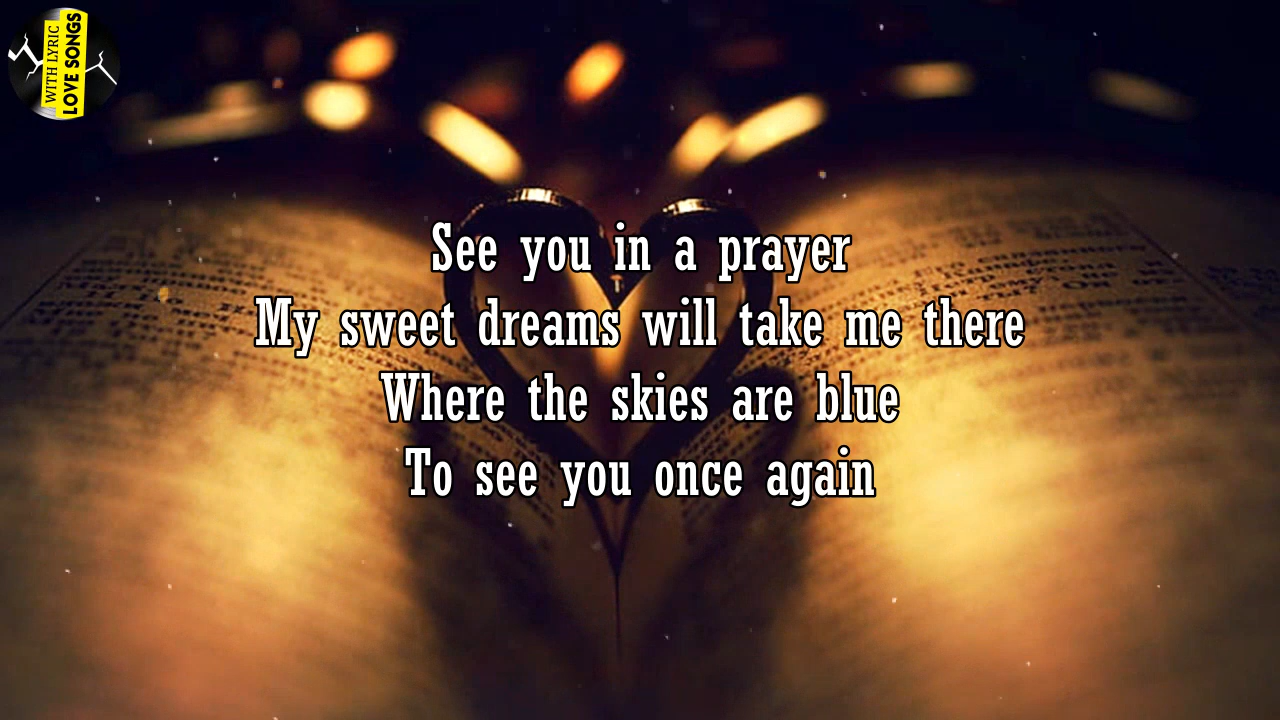 WITH LYRIC
LOVE SONGS
See you in a prayer
My sweet dreams will take me there
Where the skies are blue
To see you once again